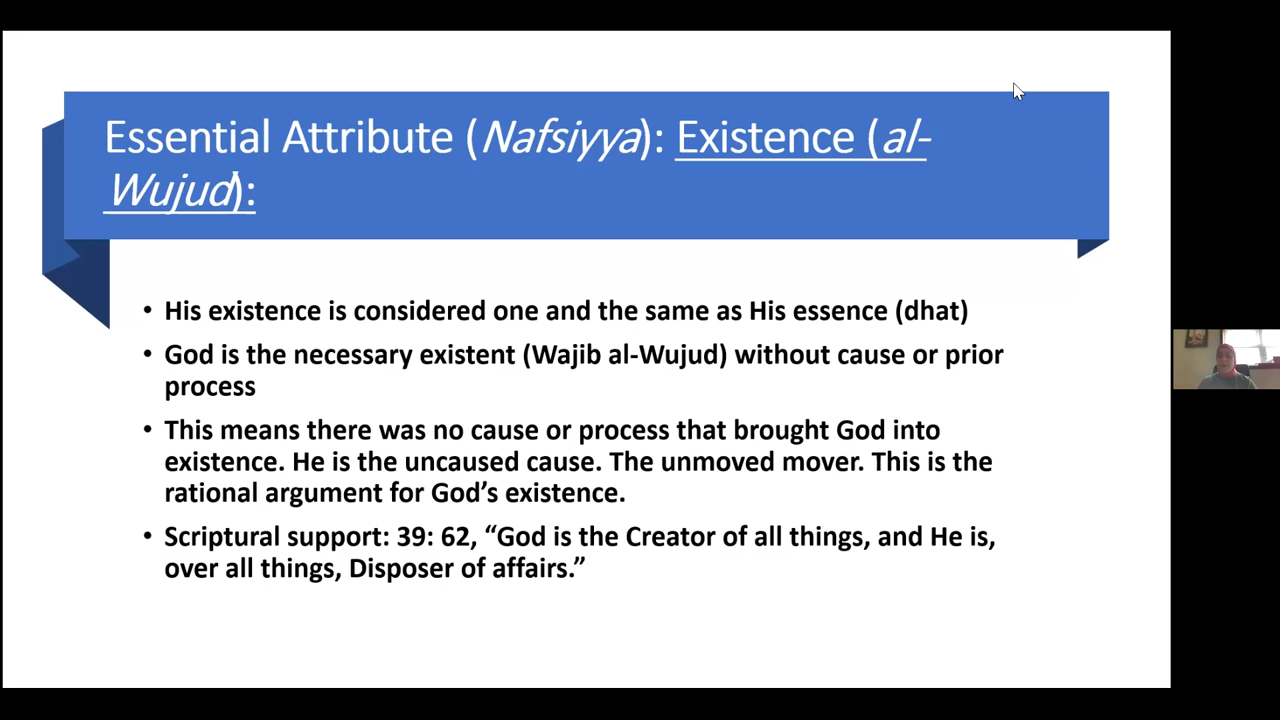 Essential Attribute (Nafsiyya): Existence (al-
Wujud):
• His existence is considered one and the same as His essence (dhat)
• God is the necessary existent (Wajib al-Wujud) without cause or prior
process
• This means there was no cause or process that brought God into
existence. He is the uncaused cause. The unmoved mover. This is the
rational argument for God’s existence.
• Scriptural support: 39: 62, “God is the Creator of all things, and He is,
over all things, Disposer of affairs.”